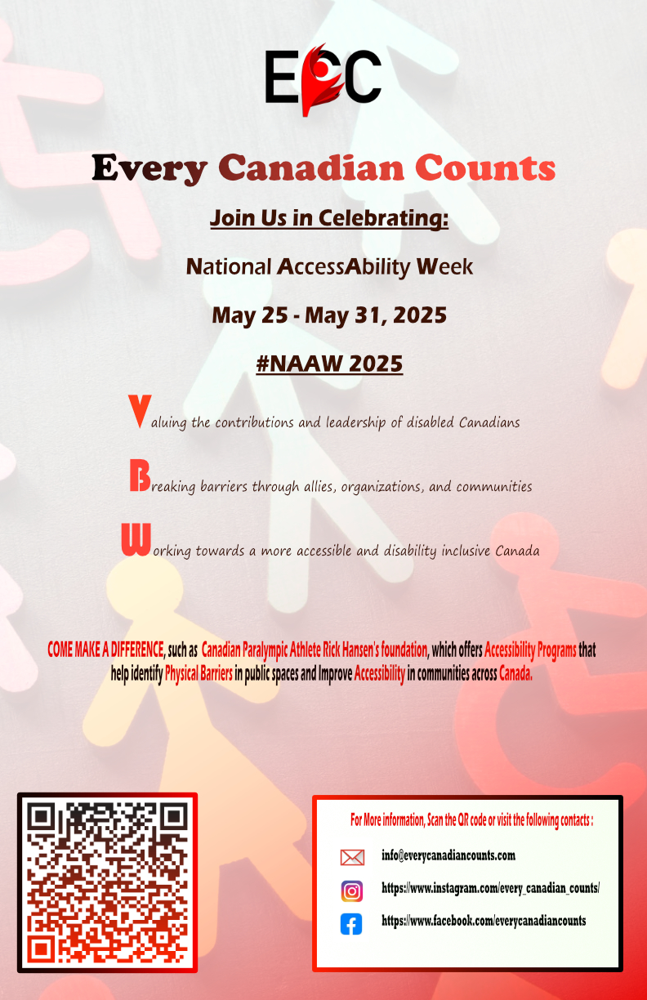 ECC
Every Canadian Counts
Join Us in Celebrating:
National AccessAbility Week
May 25 - May 31, 2025
#NAAW 2025
Valuing the contributions and leadership of disabled Canadians
Breaking barriers through allies, organizations, and communities
Working towards a more accessible and disability inclusive Canada
COME MAKE A DIFFERENCE, such as Canadian Paralympic Athlete Rick Hansen's foundation, which offers Accessibility Programs that
help identify Physical Barriers in public spaces and Improve Accessibility in communities across Canada.
For More information, Scan the QR code or visit the following contacts :
info@everycanadiancounts.com
https://www.instagram.com/every_canadian_counts/
https://www.facebook.com/everycanadiancounts